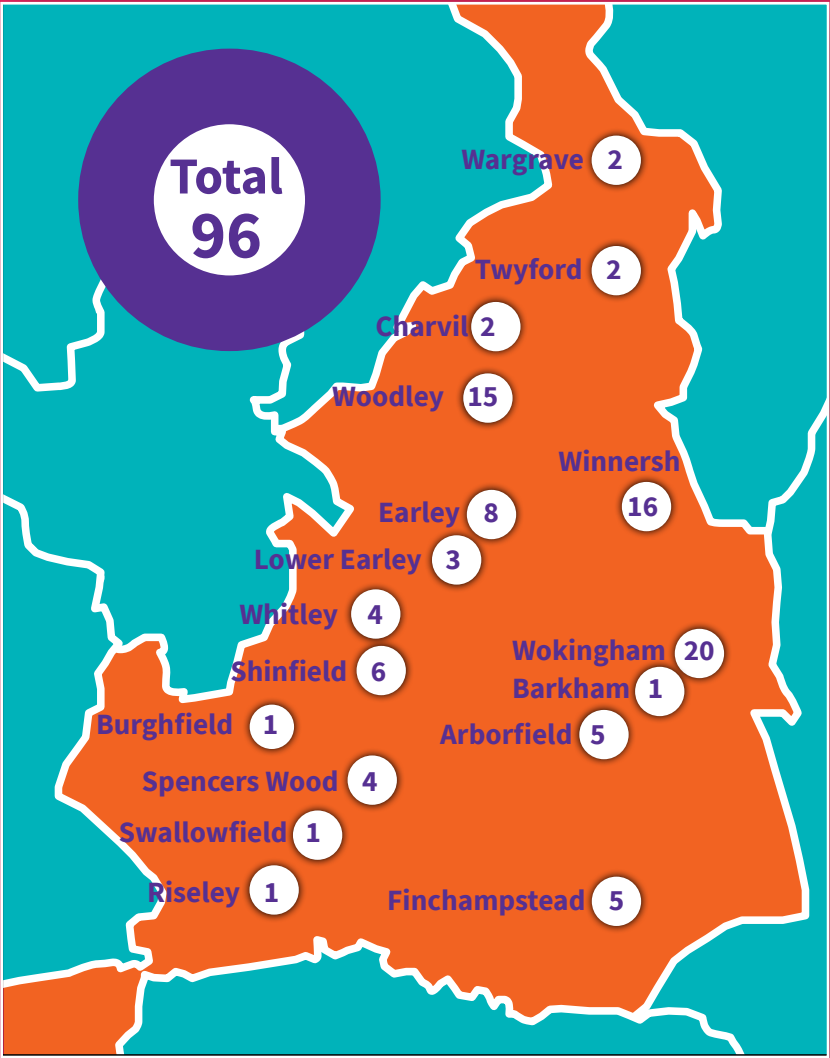 Total
96
Wargrave 2
Twyford 2
Charvil 2
Woodley 15
Winnersh
16
Earley 8
Lower Earley 3
Whitley 4
Wokingham 20
Shinfield 6
Barkham 1
Burghfield 1
Arborfield 5
Spencers Wood 4
Swallowfield 1
Riseley 1
Finchampstead 5